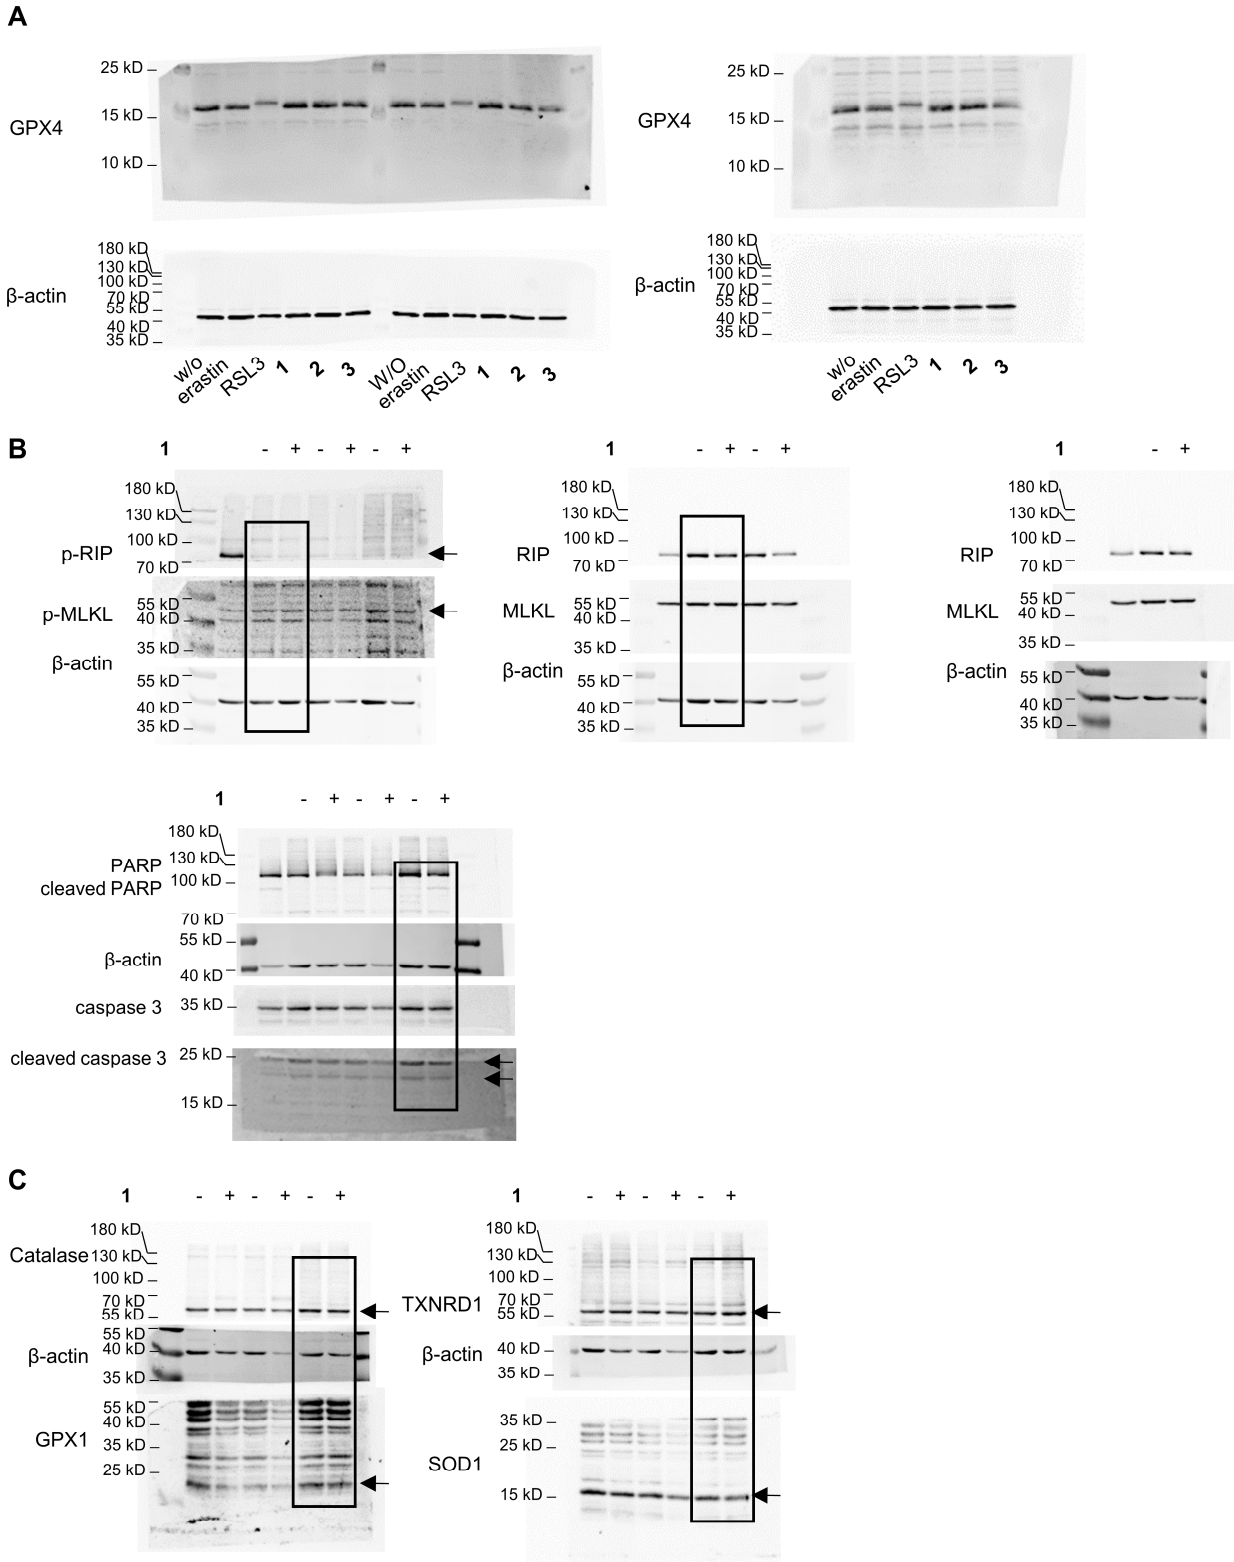 A
25 kD
15 kD
10 kD
GPX4
25 kD
15 kD
10 kD
GPX4
180 kD
130 kD
100 kD
70 kD
55 kD
40 kD
35 kD
β-actin
180 kD
130 kD
100 kD
70 kD
55 kD
40 kD
35 kD
β-actin
w/o erastin RSL3 1 2 3 W/O erastin RSL3 1 2 3
w/o erastin RSL3 1 2 3
B
1 - + - + - +
180 kD
130 kD
100 kD
70 kD
p-RIP
55 kD
40 kD
35 kD
p-MLKL
β-actin
55 kD
40 kD
35 kD
1 - + - +
180 kD
130 kD
100 kD
70 kD
RIP
55 kD
40 kD
35 kD
MLKL
β-actin
55 kD
40 kD
35 kD
1 - +
180 kD
130 kD
100 kD
70 kD
RIP
55 kD
40 kD
35 kD
MLKL
β-actin
55 kD
40 kD
35 kD
1 - + - + - +
180 kD
130 kD
100 kD
70 kD
PARP
cleaved PARP
55 kD
40 kD
β-actin
caspase 3
35 kD
cleaved caspase 3
25 kD
15 kD
C
1 - + - + - +
180 kD
130 kD
100 kD
70 kD
55 kD
Catalase
55 kD
40 kD
35 kD
β-actin
55 kD
40 kD
35 kD
25 kD
GPX1
1 - + - + - +
180 kD
130 kD
100 kD
70 kD
55 kD
TXNRD1
40 kD
35 kD
β-actin
35 kD
25 kD
15 kD
SOD1